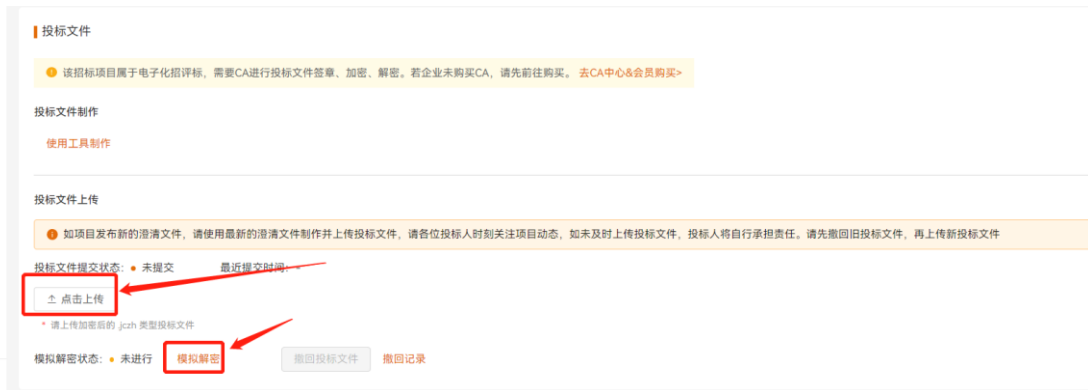 投标文件
该招标项目属于电子化招评标，需要CA进行投标文件签章、加密、解密。若企业未购买CA，请先前往购买。 去CA中心&会员购买>
投标文件制作
使用工具制作
投标文件上传
如项目发布新的澄清文件，请使用最新的澄清文件制作并上传投标文件，请各位投标人时刻关注项目动态，如未及时上传投标文件，投标人将自行承担责任。请先撤回旧投标文件，再上传新投标文件
投标文件提交状态： 未提交 最近提交时间： -
点击上传
* 请上传加密后的 .jczh 类型投标文件
模拟解密状态： 未进行 模拟解密 撤回投标文件 撤回记录